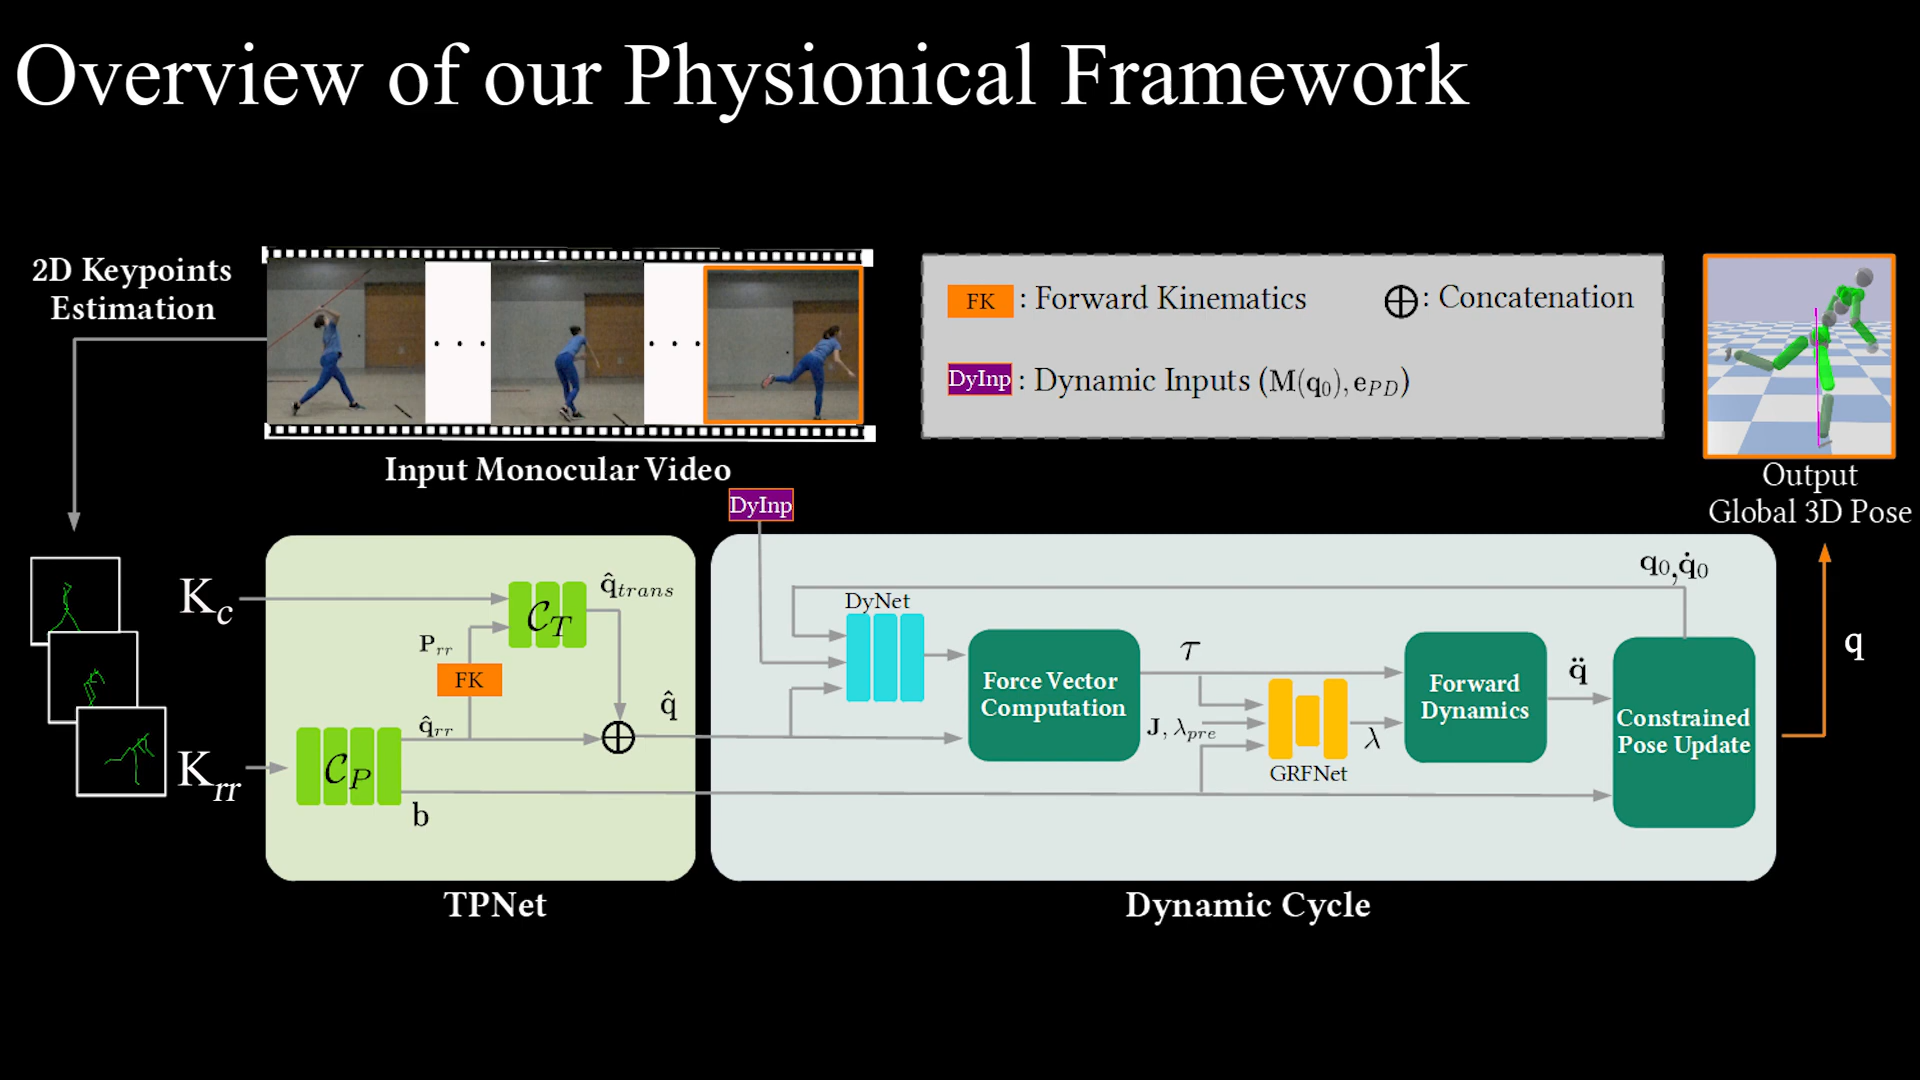 Overview of our Physionical Framework
2D Keypoints
Estimation
Input Monocular Video
FK : Forward Kinematics
⊕ : Concatenation
DyInp : Dynamic Inputs (M(q₀), e_PD)
Output
Global 3D Pose
DyInp
K_c
K_rr
C_T
q̂_trans
P_rr
FK
q̂_rr
C_P
b
q̂
TPNet
DyNet
Force Vector
Computation
τ
J, λ_pre
GRFNet
λ
Forward
Dynamics
q̈
q₀, q̇₀
Constrained
Pose Update
q
Dynamic Cycle